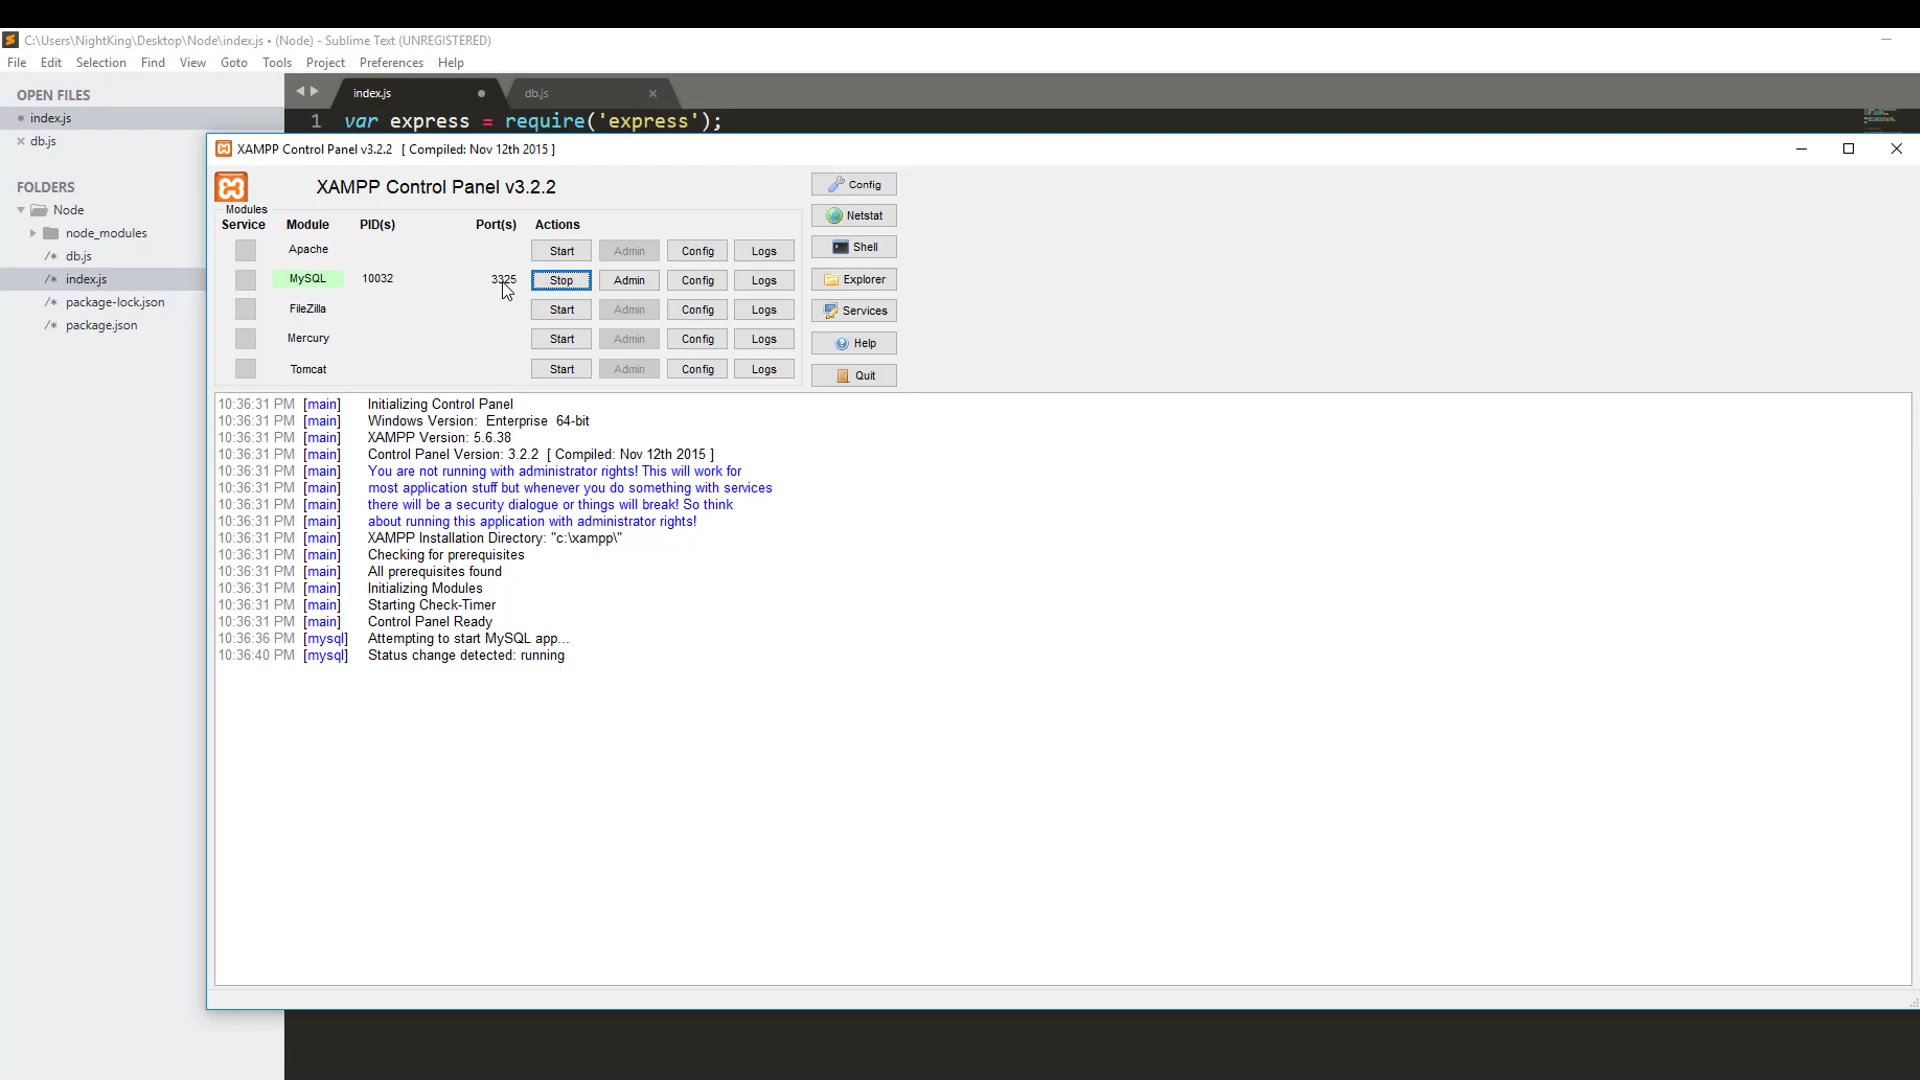 C:\Users\NightKing\Desktop\Node\index.js • (Node) - Sublime Text (UNREGISTERED)
File Edit Selection Find View Goto Tools Project Preferences Help
OPEN FILES
index.js
db.js
FOLDERS
Node
node_modules
/* db.js
/* index.js
/* package-lock.json
/* package.json
index.js
db.js
1 var express = require('express');
XAMPP Control Panel v3.2.2 [ Compiled: Nov 12th 2015 ]
XAMPP Control Panel v3.2.2
Modules
Service Module PID(s) Port(s) Actions
Apache Start Admin Config Logs
MySQL 10032 3325 Stop Admin Config Logs
FileZilla Start Admin Config Logs
Mercury Start Admin Config Logs
Tomcat Start Admin Config Logs
Config
Netstat
Shell
Explorer
Services
Help
Quit
10:36:31 PM [main] Initializing Control Panel
10:36:31 PM [main] Windows Version: Enterprise 64-bit
10:36:31 PM [main] XAMPP Version: 5.6.38
10:36:31 PM [main] Control Panel Version: 3.2.2 [ Compiled: Nov 12th 2015 ]
10:36:31 PM [main] You are not running with administrator rights! This will work for
10:36:31 PM [main] most application stuff but whenever you do something with services
10:36:31 PM [main] there will be a security dialogue or things will break! So think
10:36:31 PM [main] about running this application with administrator rights!
10:36:31 PM [main] XAMPP Installation Directory: "c:\xampp\"
10:36:31 PM [main] Checking for prerequisites
10:36:31 PM [main] All prerequisites found
10:36:31 PM [main] Initializing Modules
10:36:31 PM [main] Starting Check-Timer
10:36:31 PM [main] Control Panel Ready
10:36:36 PM [mysql] Attempting to start MySQL app...
10:36:40 PM [mysql] Status change detected: running